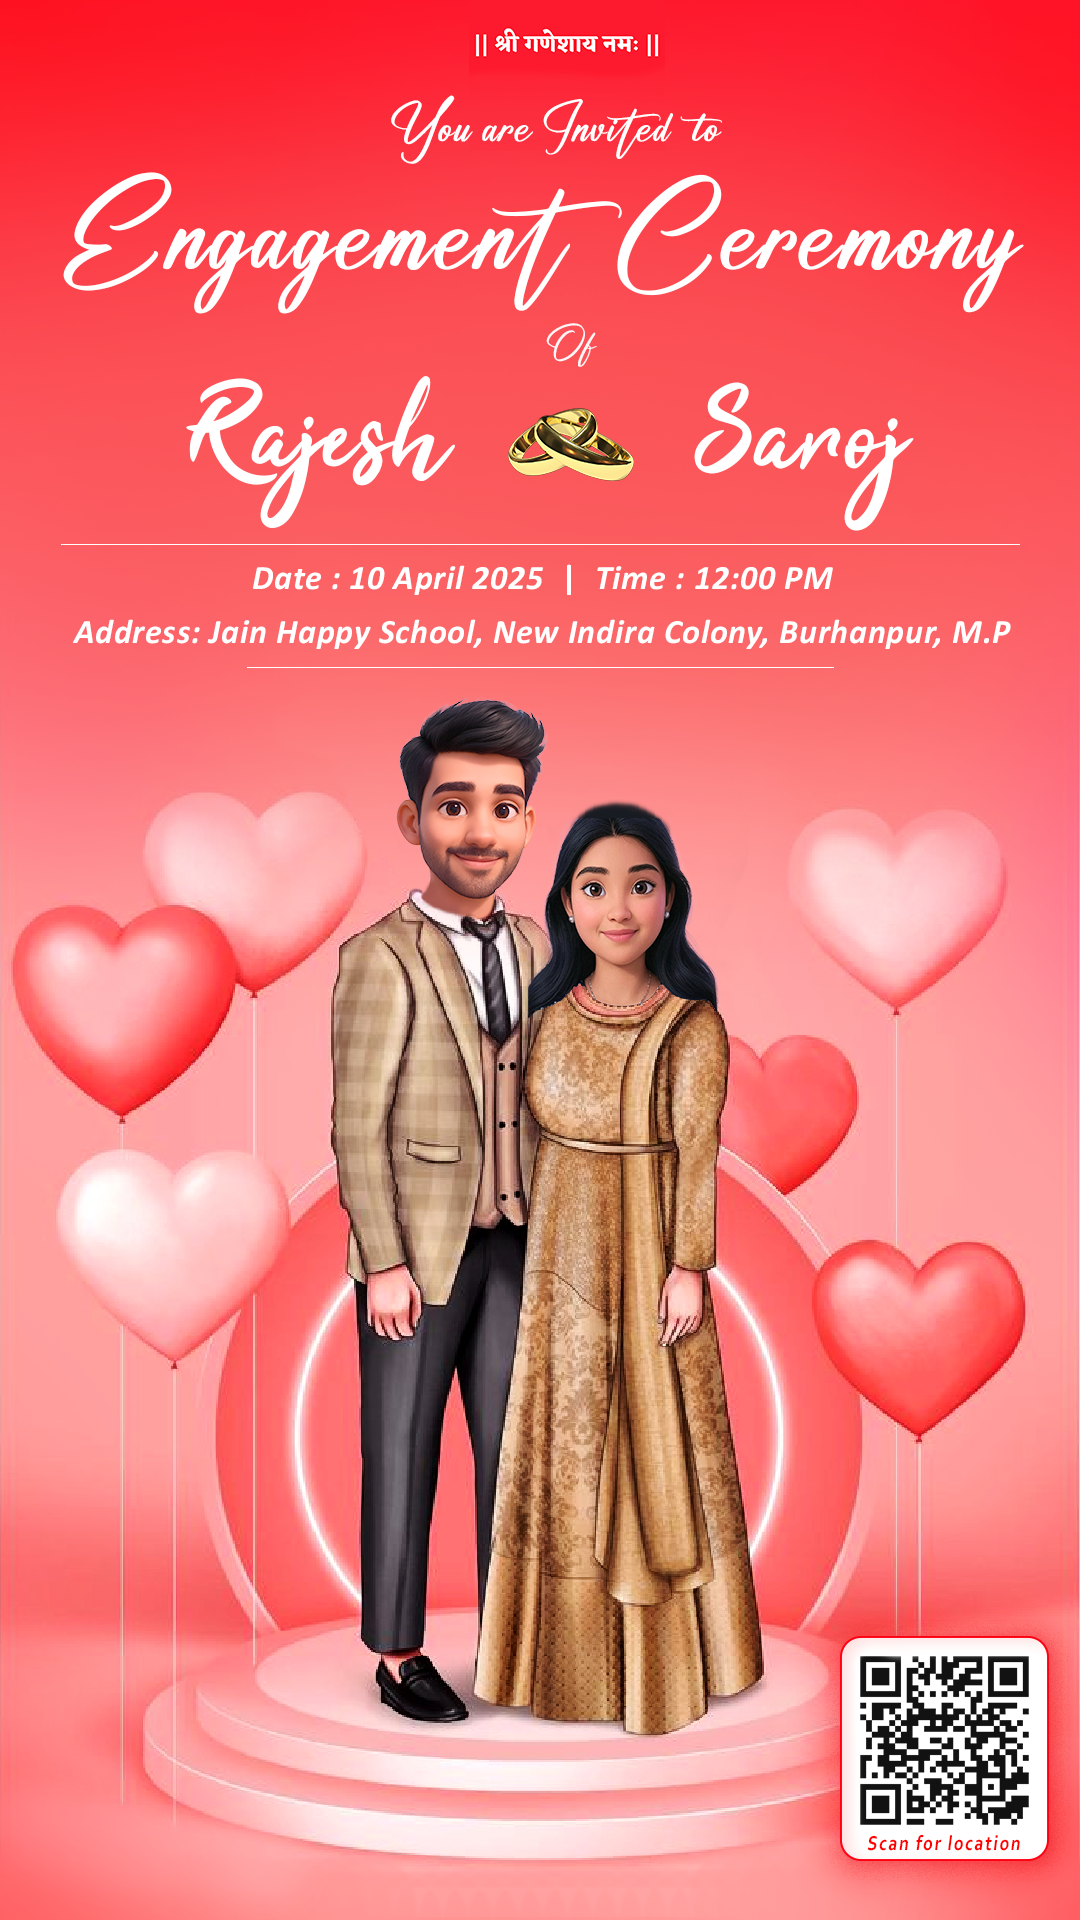 || श्री गणेशाय नमः ||
You are Invited to
Engagement Ceremony
Of
Rajesh Saroj
Date : 10 April 2025 | Time : 12:00 PM
Address: Jain Happy School, New Indira Colony, Burhanpur, M.P
Scan for location